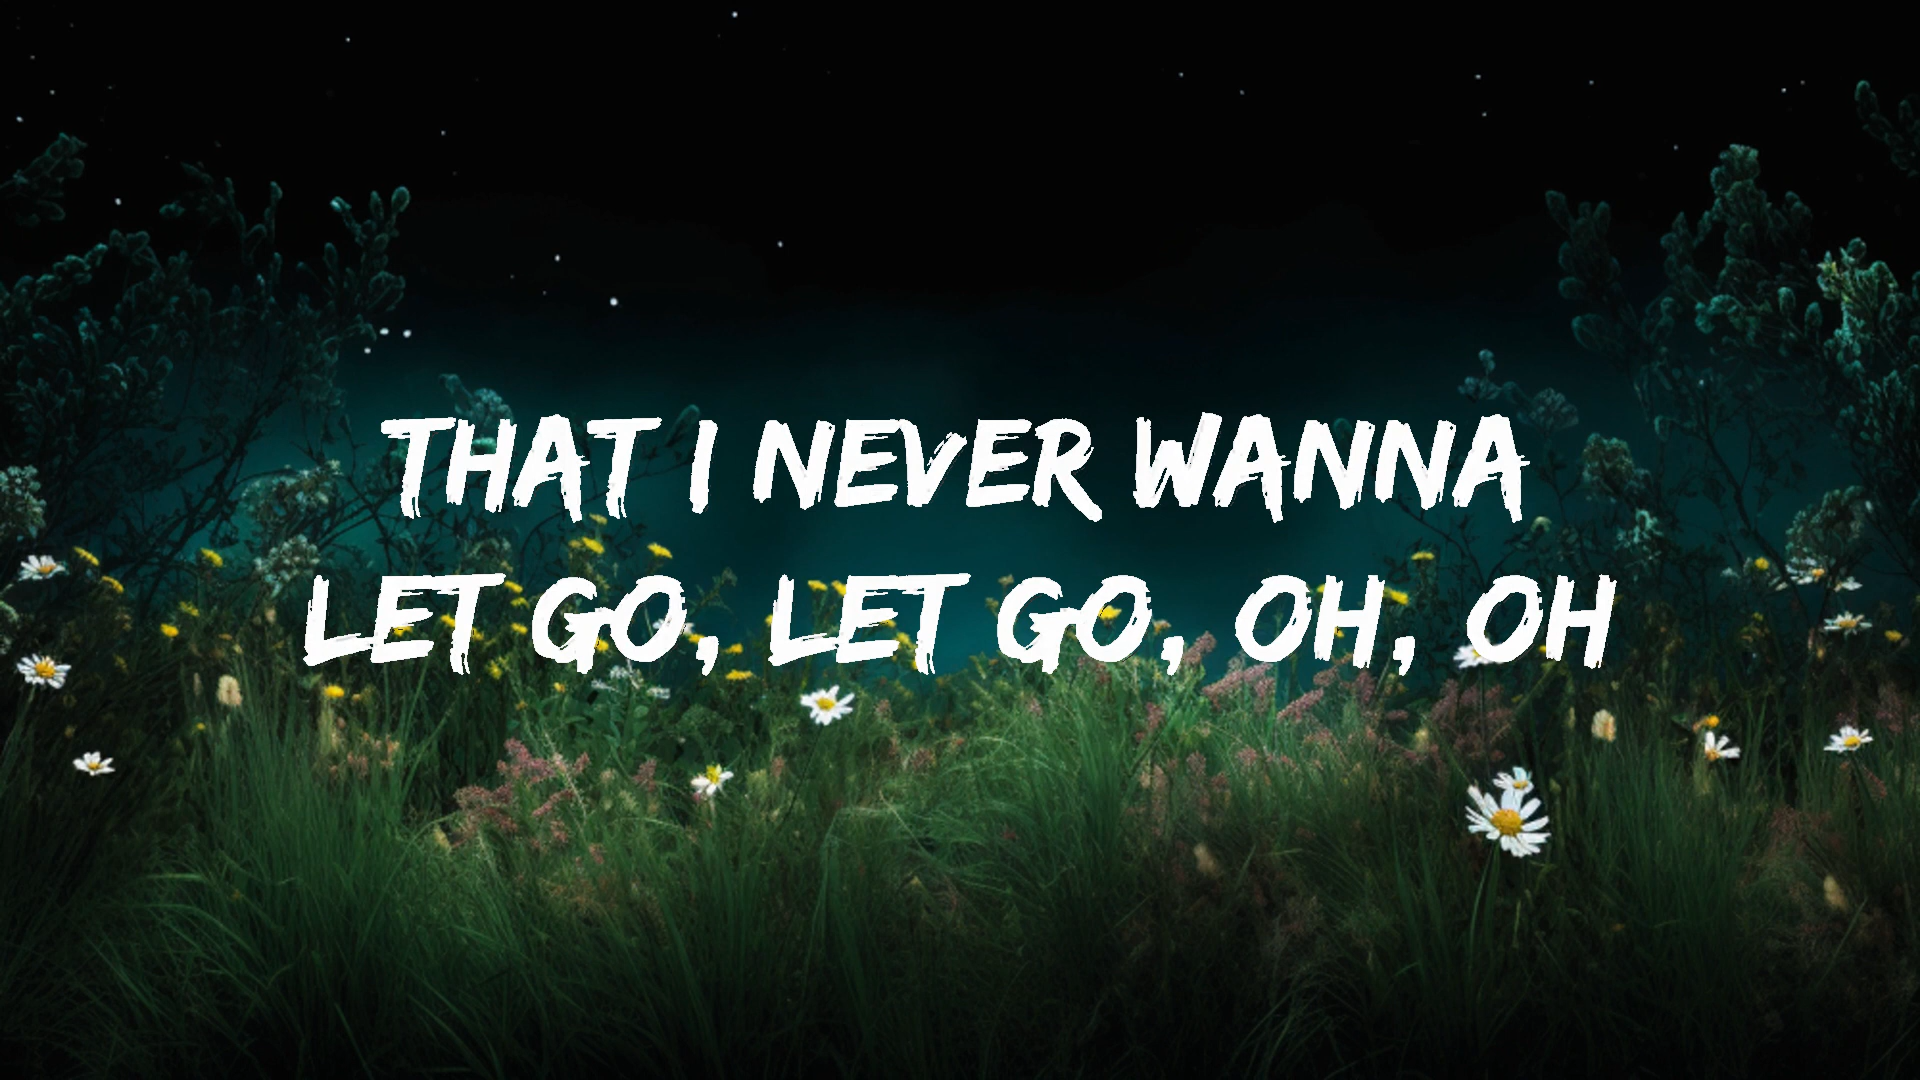 THAT I NEVER WANNA
LET GO, LET GO, OH, OH